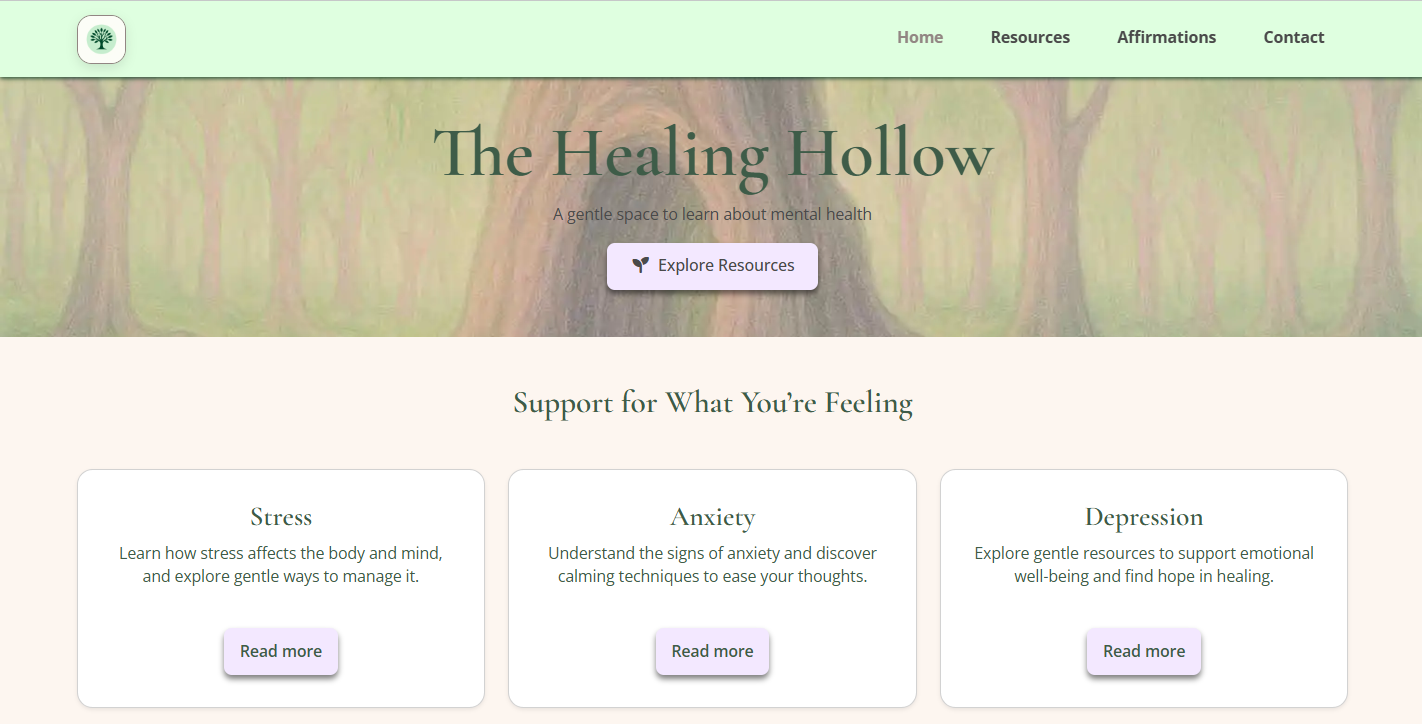 Home Resources Affirmations Contact
The Healing Hollow
A gentle space to learn about mental health
Explore Resources
Support for What You’re Feeling
Stress
Learn how stress affects the body and mind,
and explore gentle ways to manage it.
Read more
Anxiety
Understand the signs of anxiety and discover
calming techniques to ease your thoughts.
Read more
Depression
Explore gentle resources to support emotional
well-being and find hope in healing.
Read more